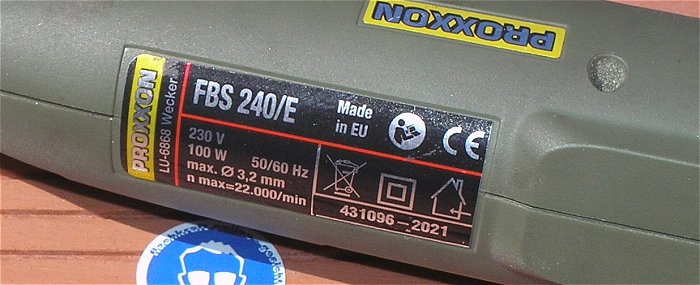 PROXXON
PROXXON
LU-6868 Wecker
FBS 240/E
Made
in EU
CE
230 V
100 W 50/60 Hz
max. Ø 3,2 mm
n max=22.000/min
431096 - 2021